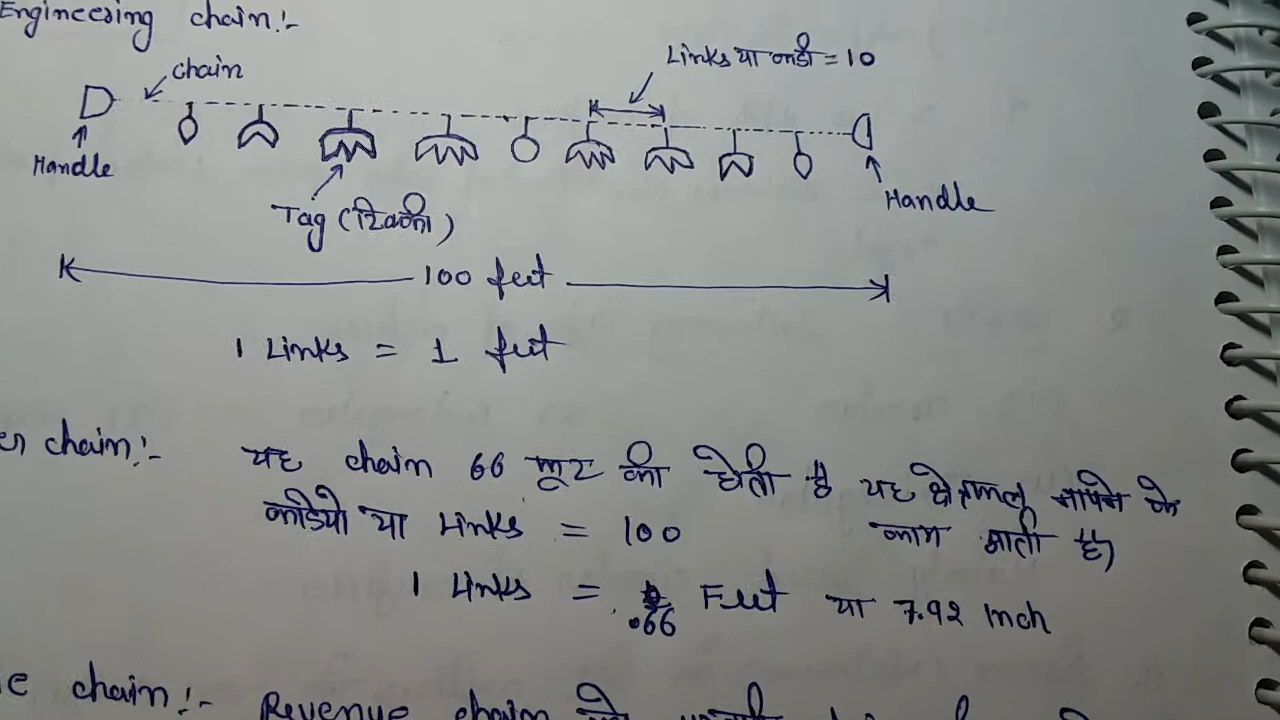 Engineering chain:-
Links या कडी = 10
chain
Handle
Handle
Tag (टिक्की)
100 feet
1 Links = 1 feet
chain:- यह chain 66 फूट की होती है यह क्षेत्रफल नापने के
कडियो या Links = 100 काम आती है
1 Links = .66 Feet या 7.92 Inch
chain:- Revenue chain